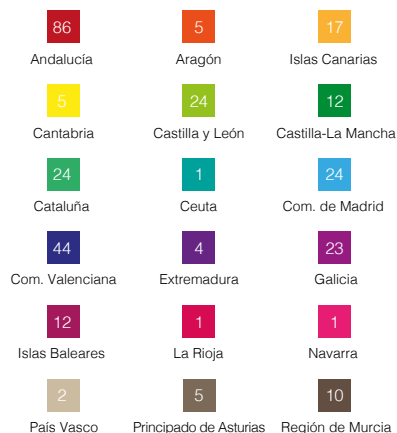 86 5 17
Andalucía Aragón Islas Canarias
5 24 12
Cantabria Castilla y León Castilla-La Mancha
24 1 24
Cataluña Ceuta Com. de Madrid
44 4 23
Com. Valenciana Extremadura Galicia
12 1 1
Islas Baleares La Rioja Navarra
2 5 10
País Vasco Principado de Asturias Región de Murcia